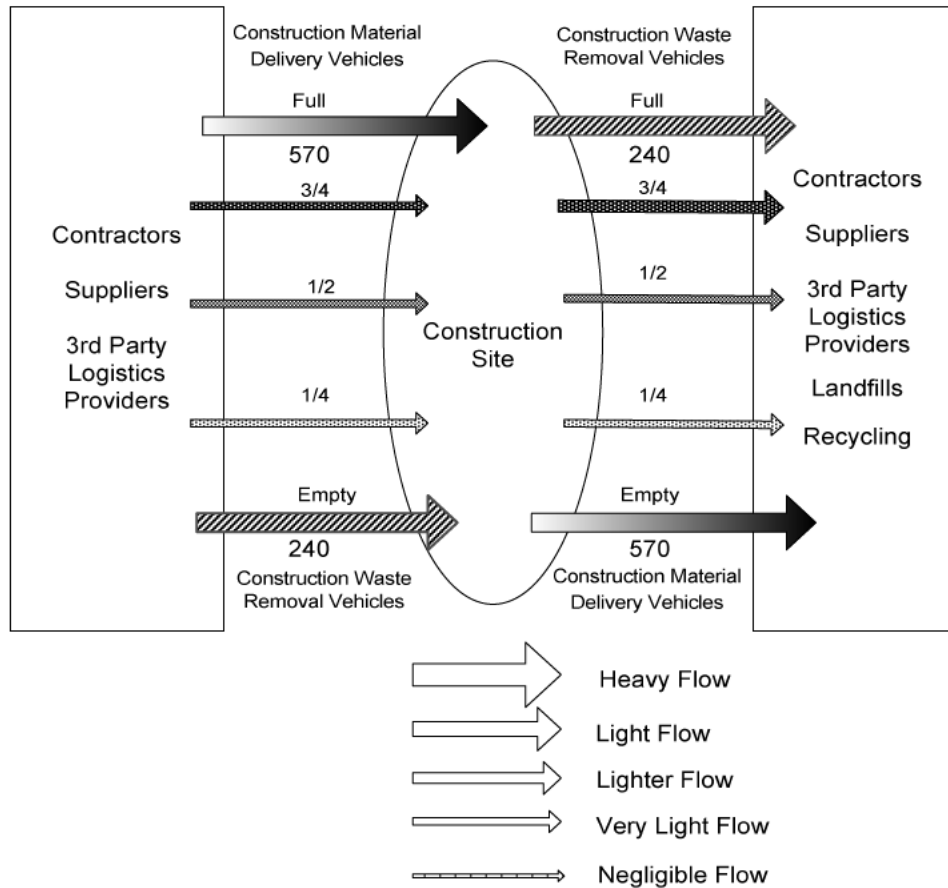 Construction Material
Delivery Vehicles
Full
570
3/4
1/2
1/4
Empty
240
Construction Waste
Removal Vehicles
Contractors
Suppliers
3rd Party
Logistics
Providers
Construction
Site
Construction Waste
Removal Vehicles
Full
240
3/4
1/2
1/4
Empty
570
Construction Material
Delivery Vehicles
Contractors
Suppliers
3rd Party
Logistics
Providers
Landfills
Recycling
Heavy Flow
Light Flow
Lighter Flow
Very Light Flow
Negligible Flow